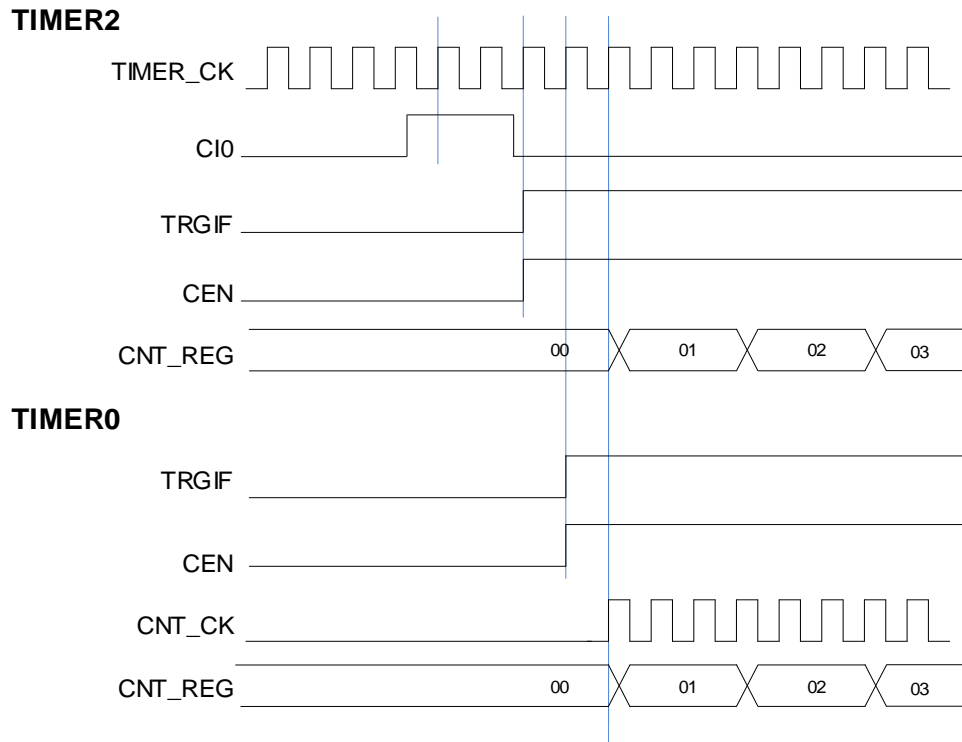 TIMER2
TIMER_CK
CI0
TRGIF
CEN
CNT_REG 00 01 02 03
TIMER0
TRGIF
CEN
CNT_CK
CNT_REG 00 01 02 03